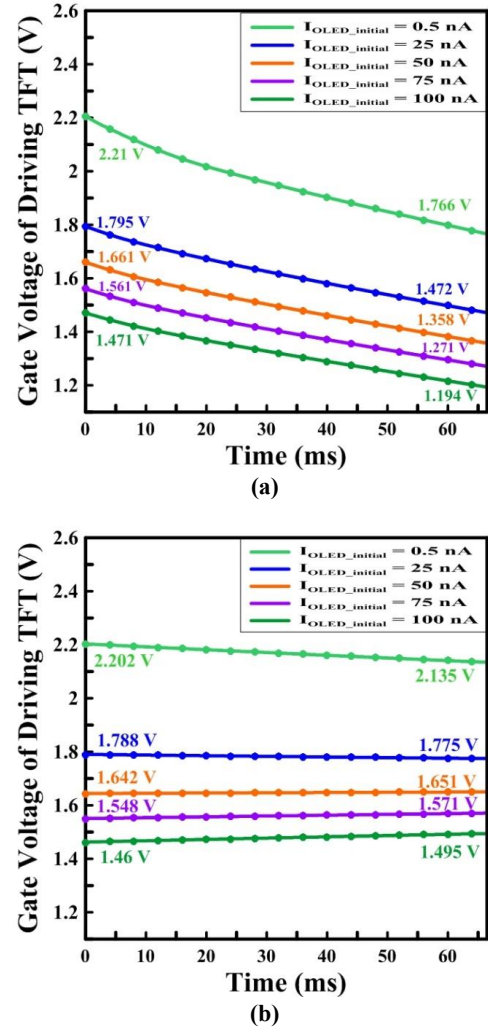 2.6
2.4
2.2
2
1.8
1.6
1.4
1.2
Gate Voltage of Driving TFT (V)
I_OLED_initial = 0.5 nA
I_OLED_initial = 25 nA
I_OLED_initial = 50 nA
I_OLED_initial = 75 nA
I_OLED_initial = 100 nA
2.21 V
1.766 V
1.795 V
1.472 V
1.661 V
1.358 V
1.561 V
1.271 V
1.471 V
1.194 V
0 10 20 30 40 50 60
Time (ms)
(a)
2.6
2.4
2.2
2
1.8
1.6
1.4
1.2
Gate Voltage of Driving TFT (V)
I_OLED_initial = 0.5 nA
I_OLED_initial = 25 nA
I_OLED_initial = 50 nA
I_OLED_initial = 75 nA
I_OLED_initial = 100 nA
2.202 V
2.135 V
1.788 V
1.775 V
1.642 V
1.651 V
1.548 V
1.571 V
1.46 V
1.495 V
0 10 20 30 40 50 60
Time (ms)
(b)